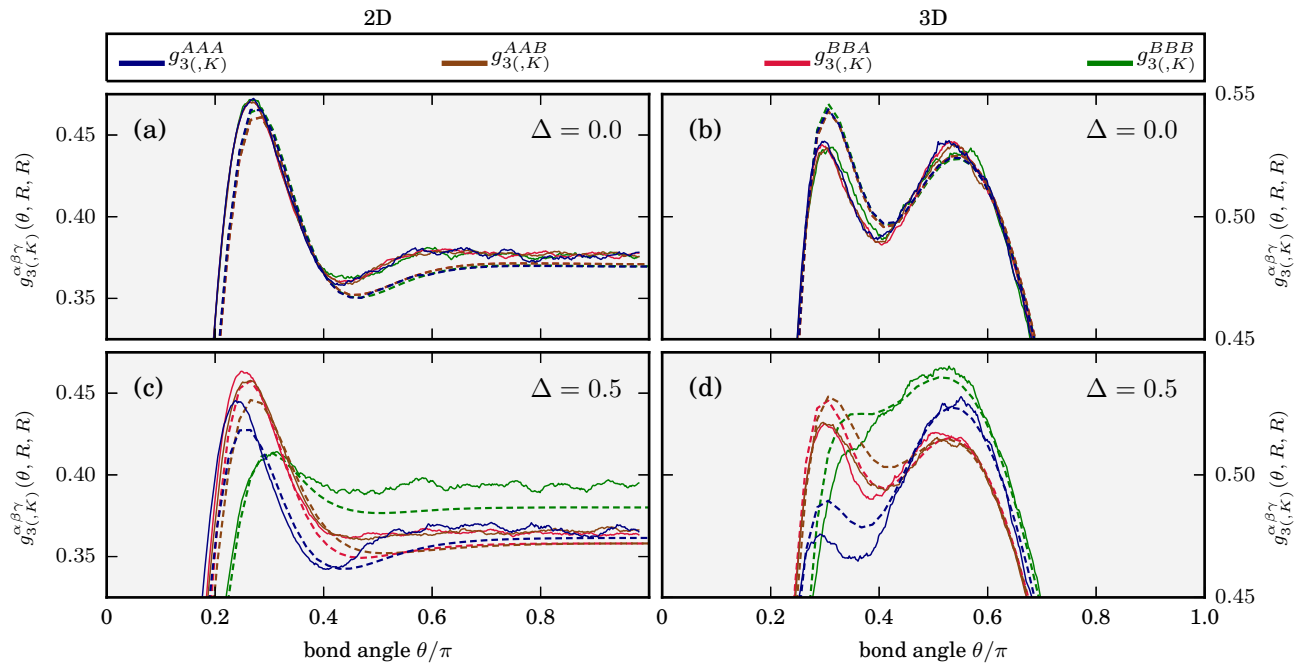 2D 3D
g_{3(,K)}^{AAA} g_{3(,K)}^{AAB} g_{3(,K)}^{BBA} g_{3(,K)}^{BBB}
(a) Δ = 0.0
(b) Δ = 0.0
0.45
0.40
0.35
g_{3(,K)}^{αβγ}(θ, R, R)
0.55
0.50
0.45
g_{3(,K)}^{αβγ}(θ, R, R)
(c) Δ = 0.5
(d) Δ = 0.5
0.45
0.40
0.35
g_{3(,K)}^{αβγ}(θ, R, R)
0.50
0.45
g_{3(,K)}^{αβγ}(θ, R, R)
0 0.2 0.4 0.6 0.8 0 0.2 0.4 0.6 0.8 1.0
bond angle θ/π bond angle θ/π